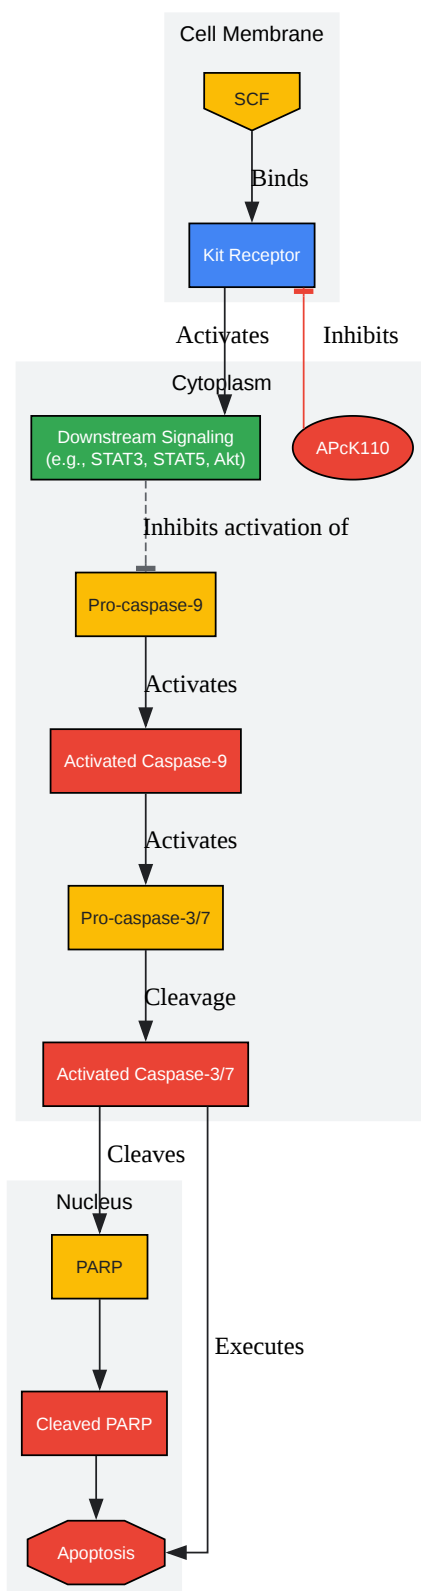 Cell Membrane
SCF
Binds
Kit Receptor
Activates
Inhibits
Cytoplasm
Downstream Signaling
(e.g., STAT3, STAT5, Akt)
APcK110
Inhibits activation of
Pro-caspase-9
Activates
Activated Caspase-9
Activates
Pro-caspase-3/7
Cleavage
Activated Caspase-3/7
Cleaves
Nucleus
PARP
Executes
Cleaved PARP
Apoptosis